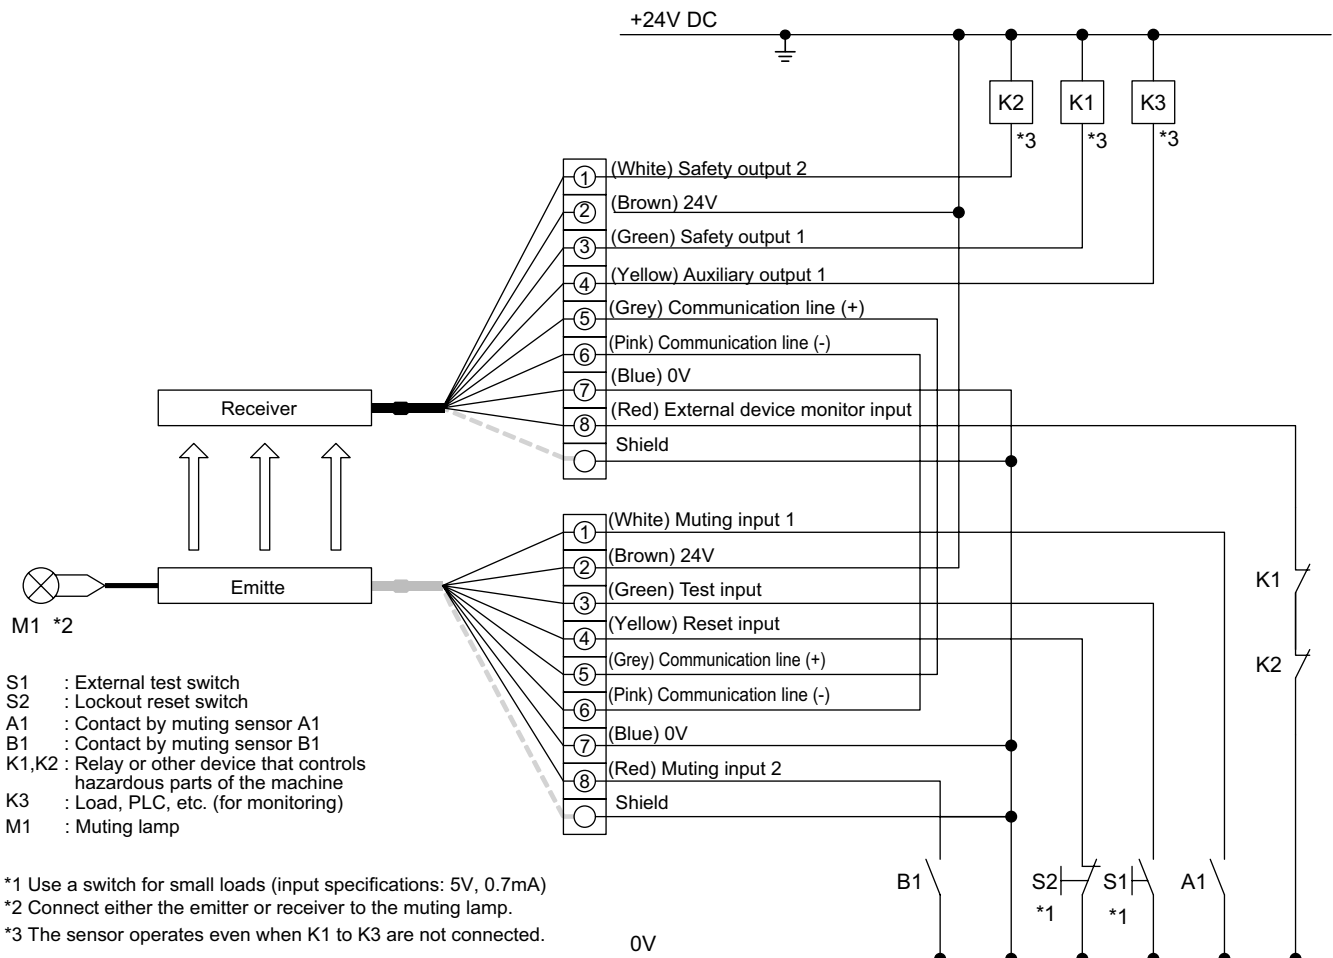 +24V DC
K2
K1
K3
*3
*3
*3
1 (White) Safety output 2
2 (Brown) 24V
3 (Green) Safety output 1
4 (Yellow) Auxiliary output 1
5 (Grey) Communication line (+)
6 (Pink) Communication line (-)
7 (Blue) 0V
8 (Red) External device monitor input
Shield
Receiver
1 (White) Muting input 1
2 (Brown) 24V
3 (Green) Test input
4 (Yellow) Reset input
5 (Grey) Communication line (+)
6 (Pink) Communication line (-)
7 (Blue) 0V
8 (Red) Muting input 2
Shield
Emitte
M1 *2
K1
K2
S1 : External test switch
S2 : Lockout reset switch
A1 : Contact by muting sensor A1
B1 : Contact by muting sensor B1
K1,K2 : Relay or other device that controls
hazardous parts of the machine
K3 : Load, PLC, etc. (for monitoring)
M1 : Muting lamp
B1
S2
*1
S1
*1
A1
*1 Use a switch for small loads (input specifications: 5V, 0.7mA)
*2 Connect either the emitter or receiver to the muting lamp.
*3 The sensor operates even when K1 to K3 are not connected.
0V